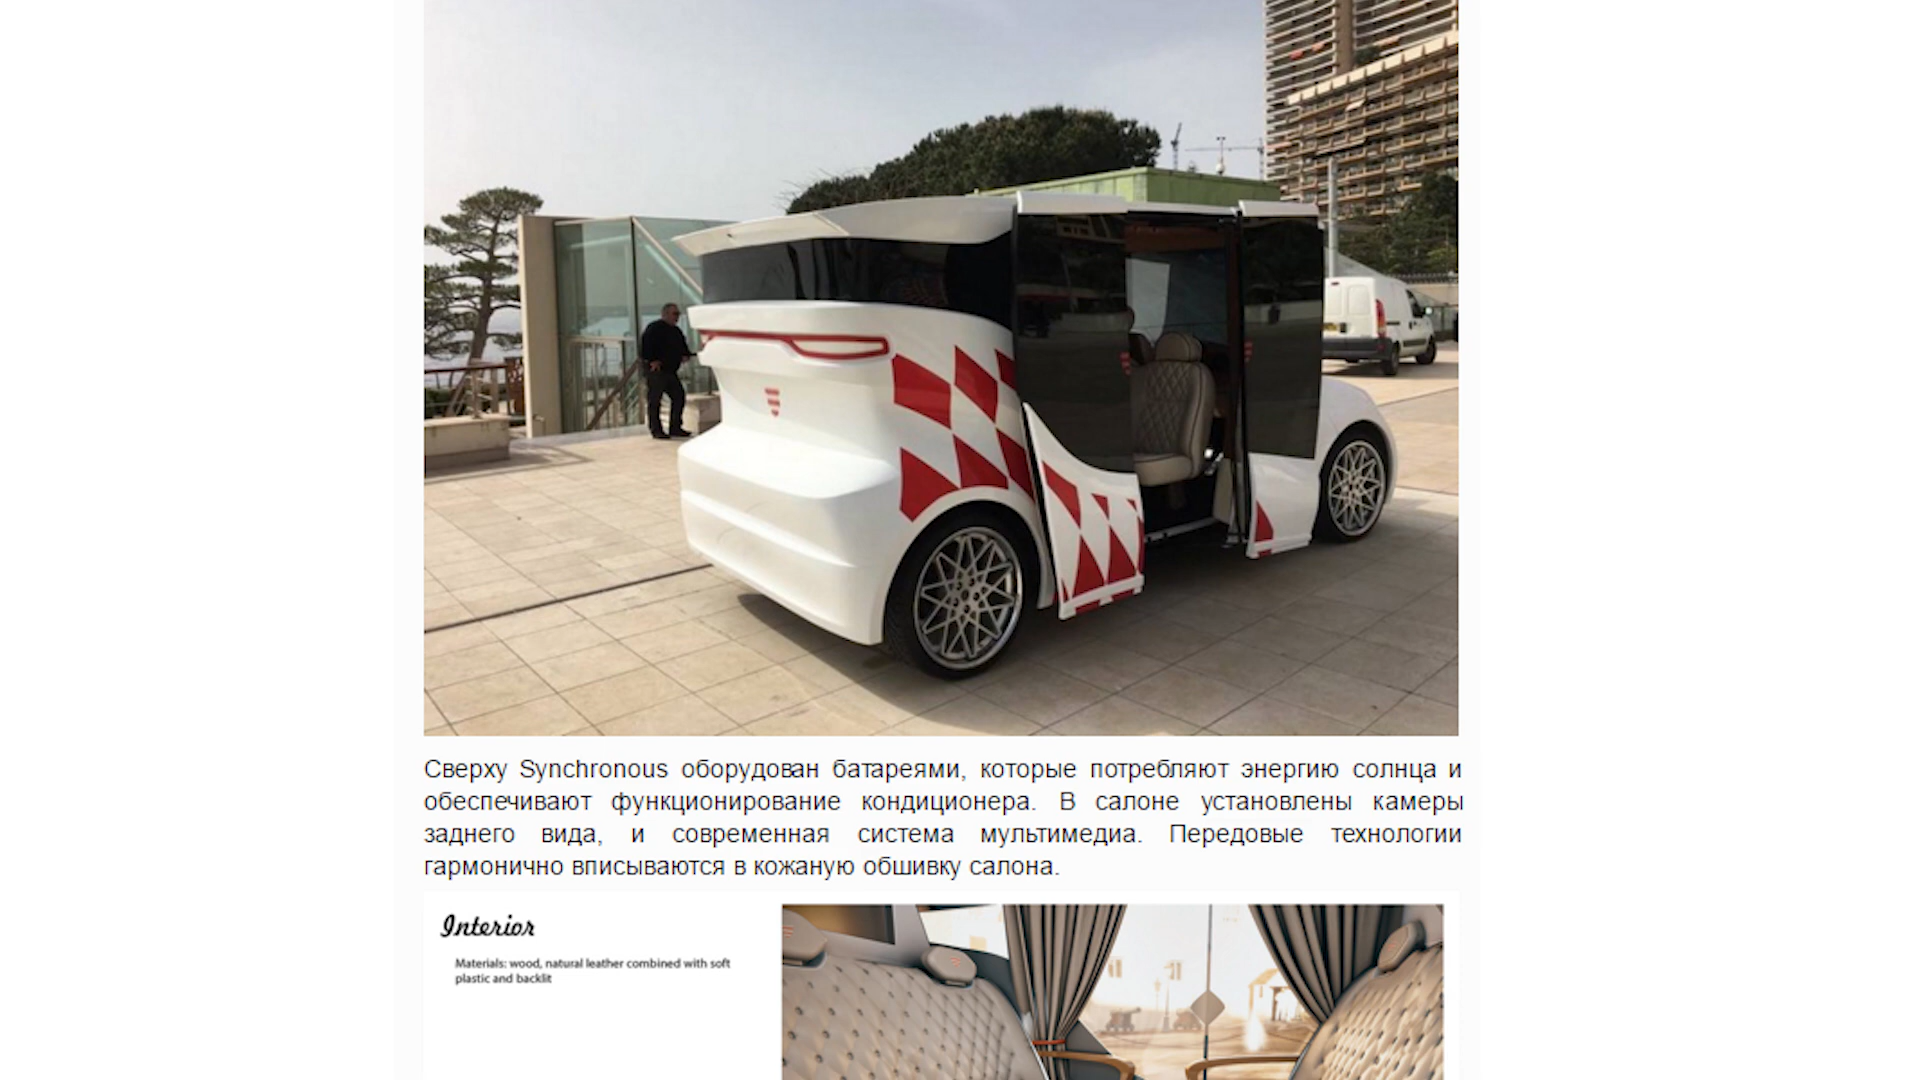 Сверху Synchronous оборудован батареями, которые потребляют энергию солнца и
обеспечивают функционирование кондиционера. В салоне установлены камеры
заднего вида, и современная система мультимедиа. Передовые технологии
гармонично вписываются в кожаную обшивку салона.
Interior
Materials: wood, natural leather combined with soft
plastic and backlit